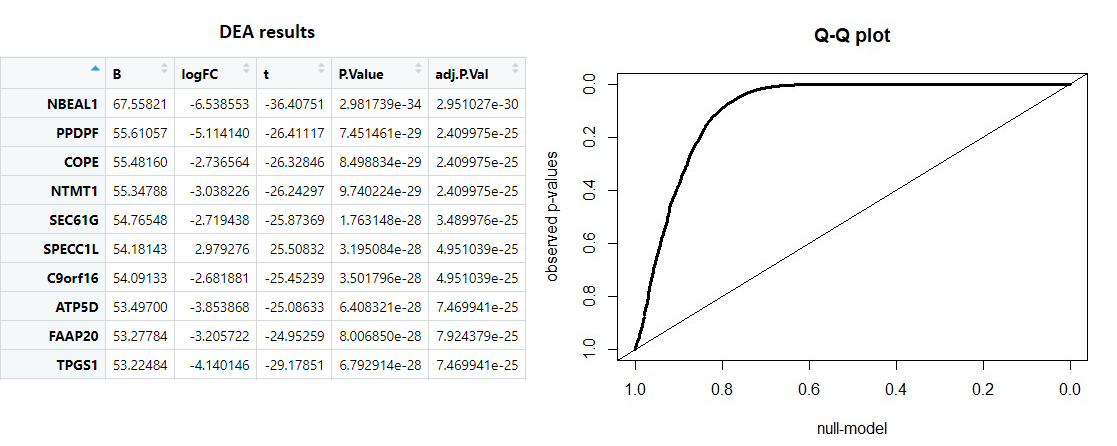 DEA results
B logFC t P.Value adj.P.Val
NBEAL1 67.55821 -6.538553 -36.40751 2.981739e-34 2.951027e-30
PPDPF 55.61057 -5.114140 -26.41117 7.451461e-29 2.409975e-25
COPE 55.48160 -2.736564 -26.32846 8.498834e-29 2.409975e-25
NTMT1 55.34788 -3.038226 -26.24297 9.740224e-29 2.409975e-25
SEC61G 54.76548 -2.719438 -25.87369 1.763148e-28 3.489976e-25
SPECC1L 54.18143 2.979276 25.50832 3.195084e-28 4.951039e-25
C9orf16 54.09133 -2.681881 -25.45239 3.501796e-28 4.951039e-25
ATP5D 53.49700 -3.853868 -25.08633 6.408321e-28 7.469941e-25
FAAP20 53.27784 -3.205722 -24.95259 8.006850e-28 7.924379e-25
TPGS1 53.22484 -4.140146 -29.17851 6.792914e-28 7.469941e-25
Q-Q plot
observed p-values
0.0
0.2
0.4
0.6
0.8
1.0
1.0 0.8 0.6 0.4 0.2 0.0
null-model